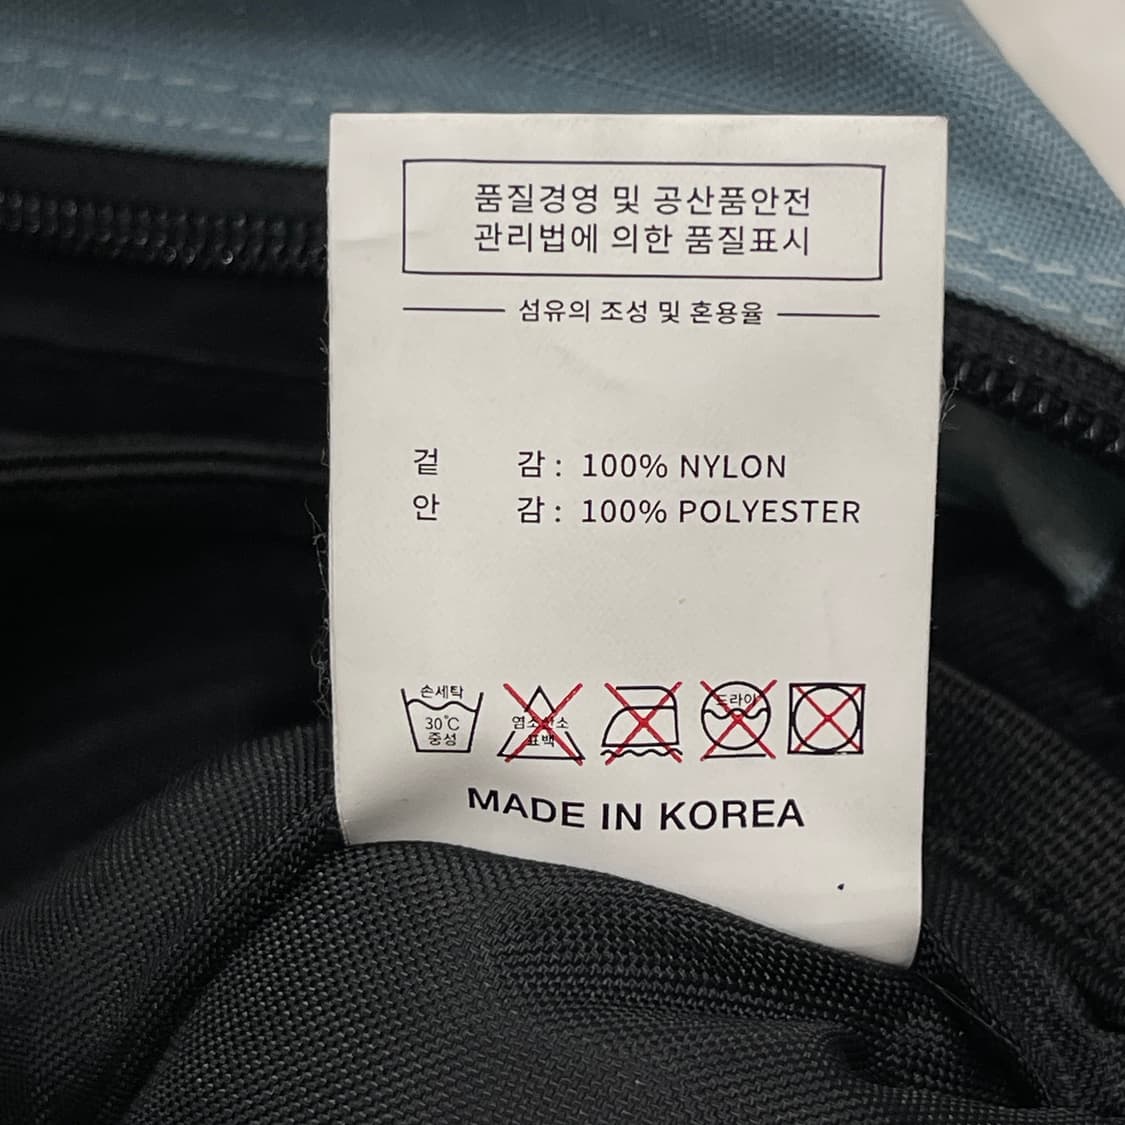 품질경영 및 공산품안전
관리법에 의한 품질표시
섬유의 조성 및 혼용율
겉 감 : 100% NYLON
안 감 : 100% POLYESTER
손세탁
30℃
중성
염소산소
표백
드라이
MADE IN KOREA